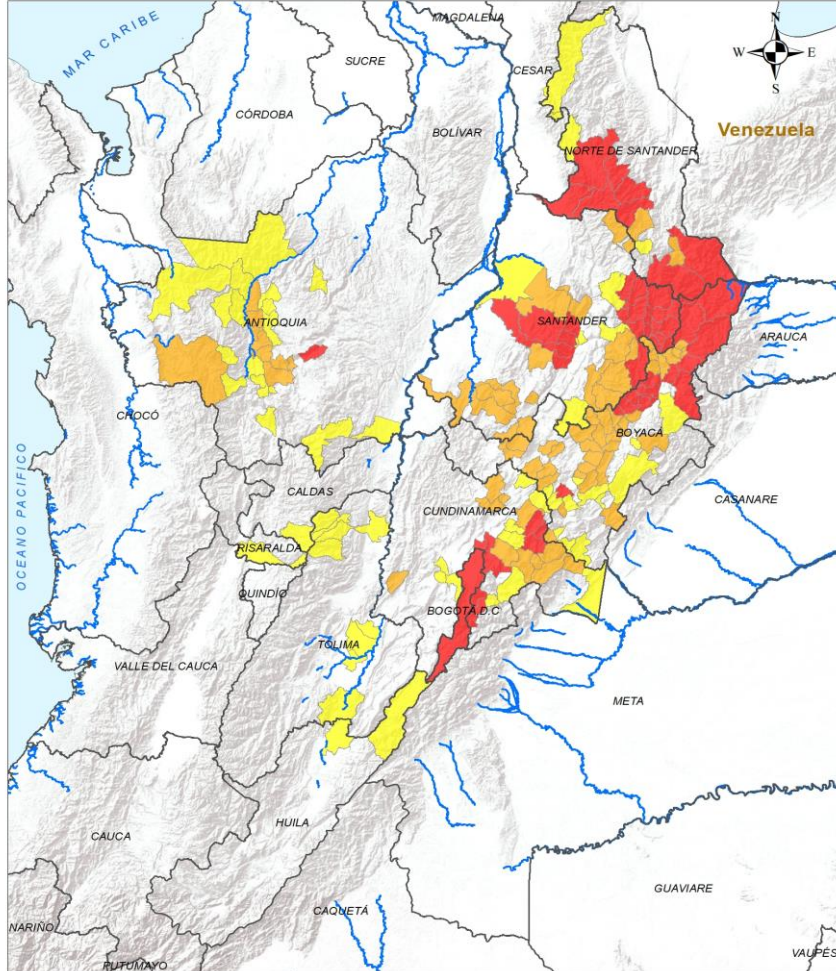 MAGDALENA
N
MAR CARIBE
W
E
SUCRE
CESAR
S
CÓRDOBA
BOLÍVAR
Venezuela
NORTE DE SANTANDER
ANTIOQUIA
SANTANDER
ARAUCA
CHOCÓ
BOYACÁ
OCEANO PACIFICO
CALDAS
CASANARE
CUNDINAMARCA
RISARALDA
QUINDÍO
BOGOTÁ D.C
TOLIMA
VALLE DEL CAUCA
META
HUILA
CAUCA
GUAVIARE
CAQUETÁ
NARIÑO
VAUPÉS
PUTUMAYO